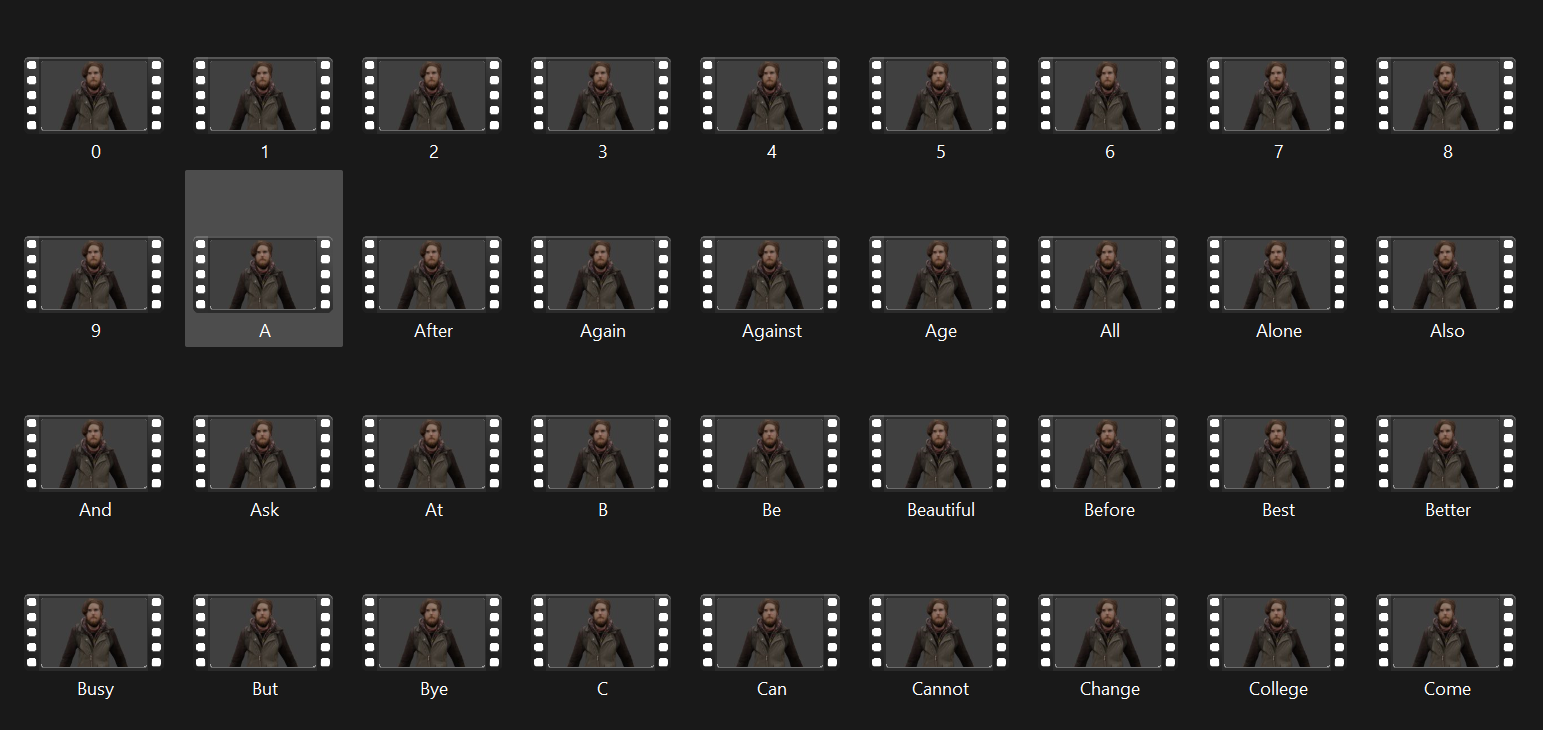 0 1 2 3 4 5 6 7 8
9 A After Again Against Age All Alone Also
And Ask At B Be Beautiful Before Best Better
Busy But Bye C Can Cannot Change College Come